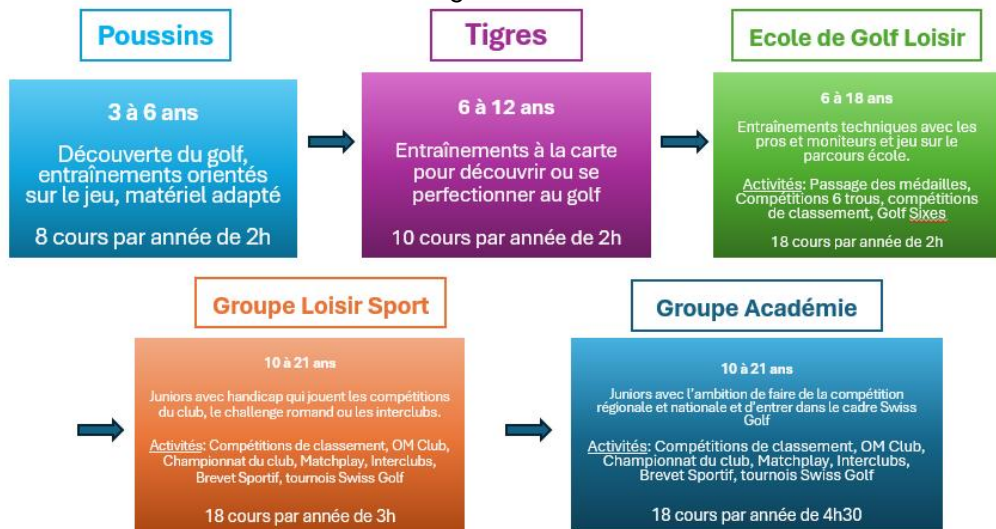 Poussins
3 à 6 ans
Découverte du golf,
entraînements orientés
sur le jeu, matériel adapté
8 cours par année de 2h
Tigres
6 à 12 ans
Entraînements à la carte
pour découvrir ou se
perfectionner au golf
10 cours par année de 2h
Ecole de Golf Loisir
6 à 18 ans
Entraînements techniques avec les
pros et moniteurs et jeu sur le
parcours école.
Activités: Passage des médailles,
Compétitions 6 trous, compétitions
de classement, Golf Sixes
18 cours par année de 2h
Groupe Loisir Sport
10 à 21 ans
Juniors avec handicap qui jouent les compétitions
du club, le challenge romand ou les interclubs.
Activités: Compétitions de classement, OM Club,
Championnat du club, Matchplay, Interclubs,
Brevet Sportif, tournois Swiss Golf
18 cours par année de 3h
Groupe Académie
10 à 21 ans
Juniors avec l'ambition de faire de la compétition
régionale et nationale et d'entrer dans le cadre Swiss
Golf
Activités: Compétitions de classement, OM Club,
Championnat du club, Matchplay, Interclubs,
Brevet Sportif, tournois Swiss Golf
18 cours par année de 4h30